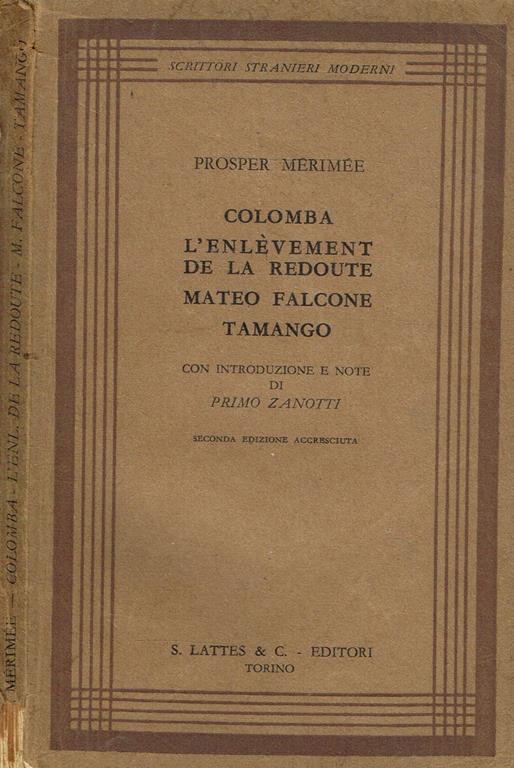 SCRITTORI STRANIERI MODERNI
PROSPER MÉRIMÉE
COLOMBA
L'ENLÈVEMENT
DE LA REDOUTE
MATEO FALCONE
TAMANGO
CON INTRODUZIONE E NOTE
DI
PRIMO ZANOTTI
SECONDA EDIZIONE ACCRESCIUTA
S. LATTES & C. - EDITORI
TORINO
MÉRIMÉE — COLOMBA - L'ENL. DE LA REDOUTE - M. FALCONE - TAMANGO